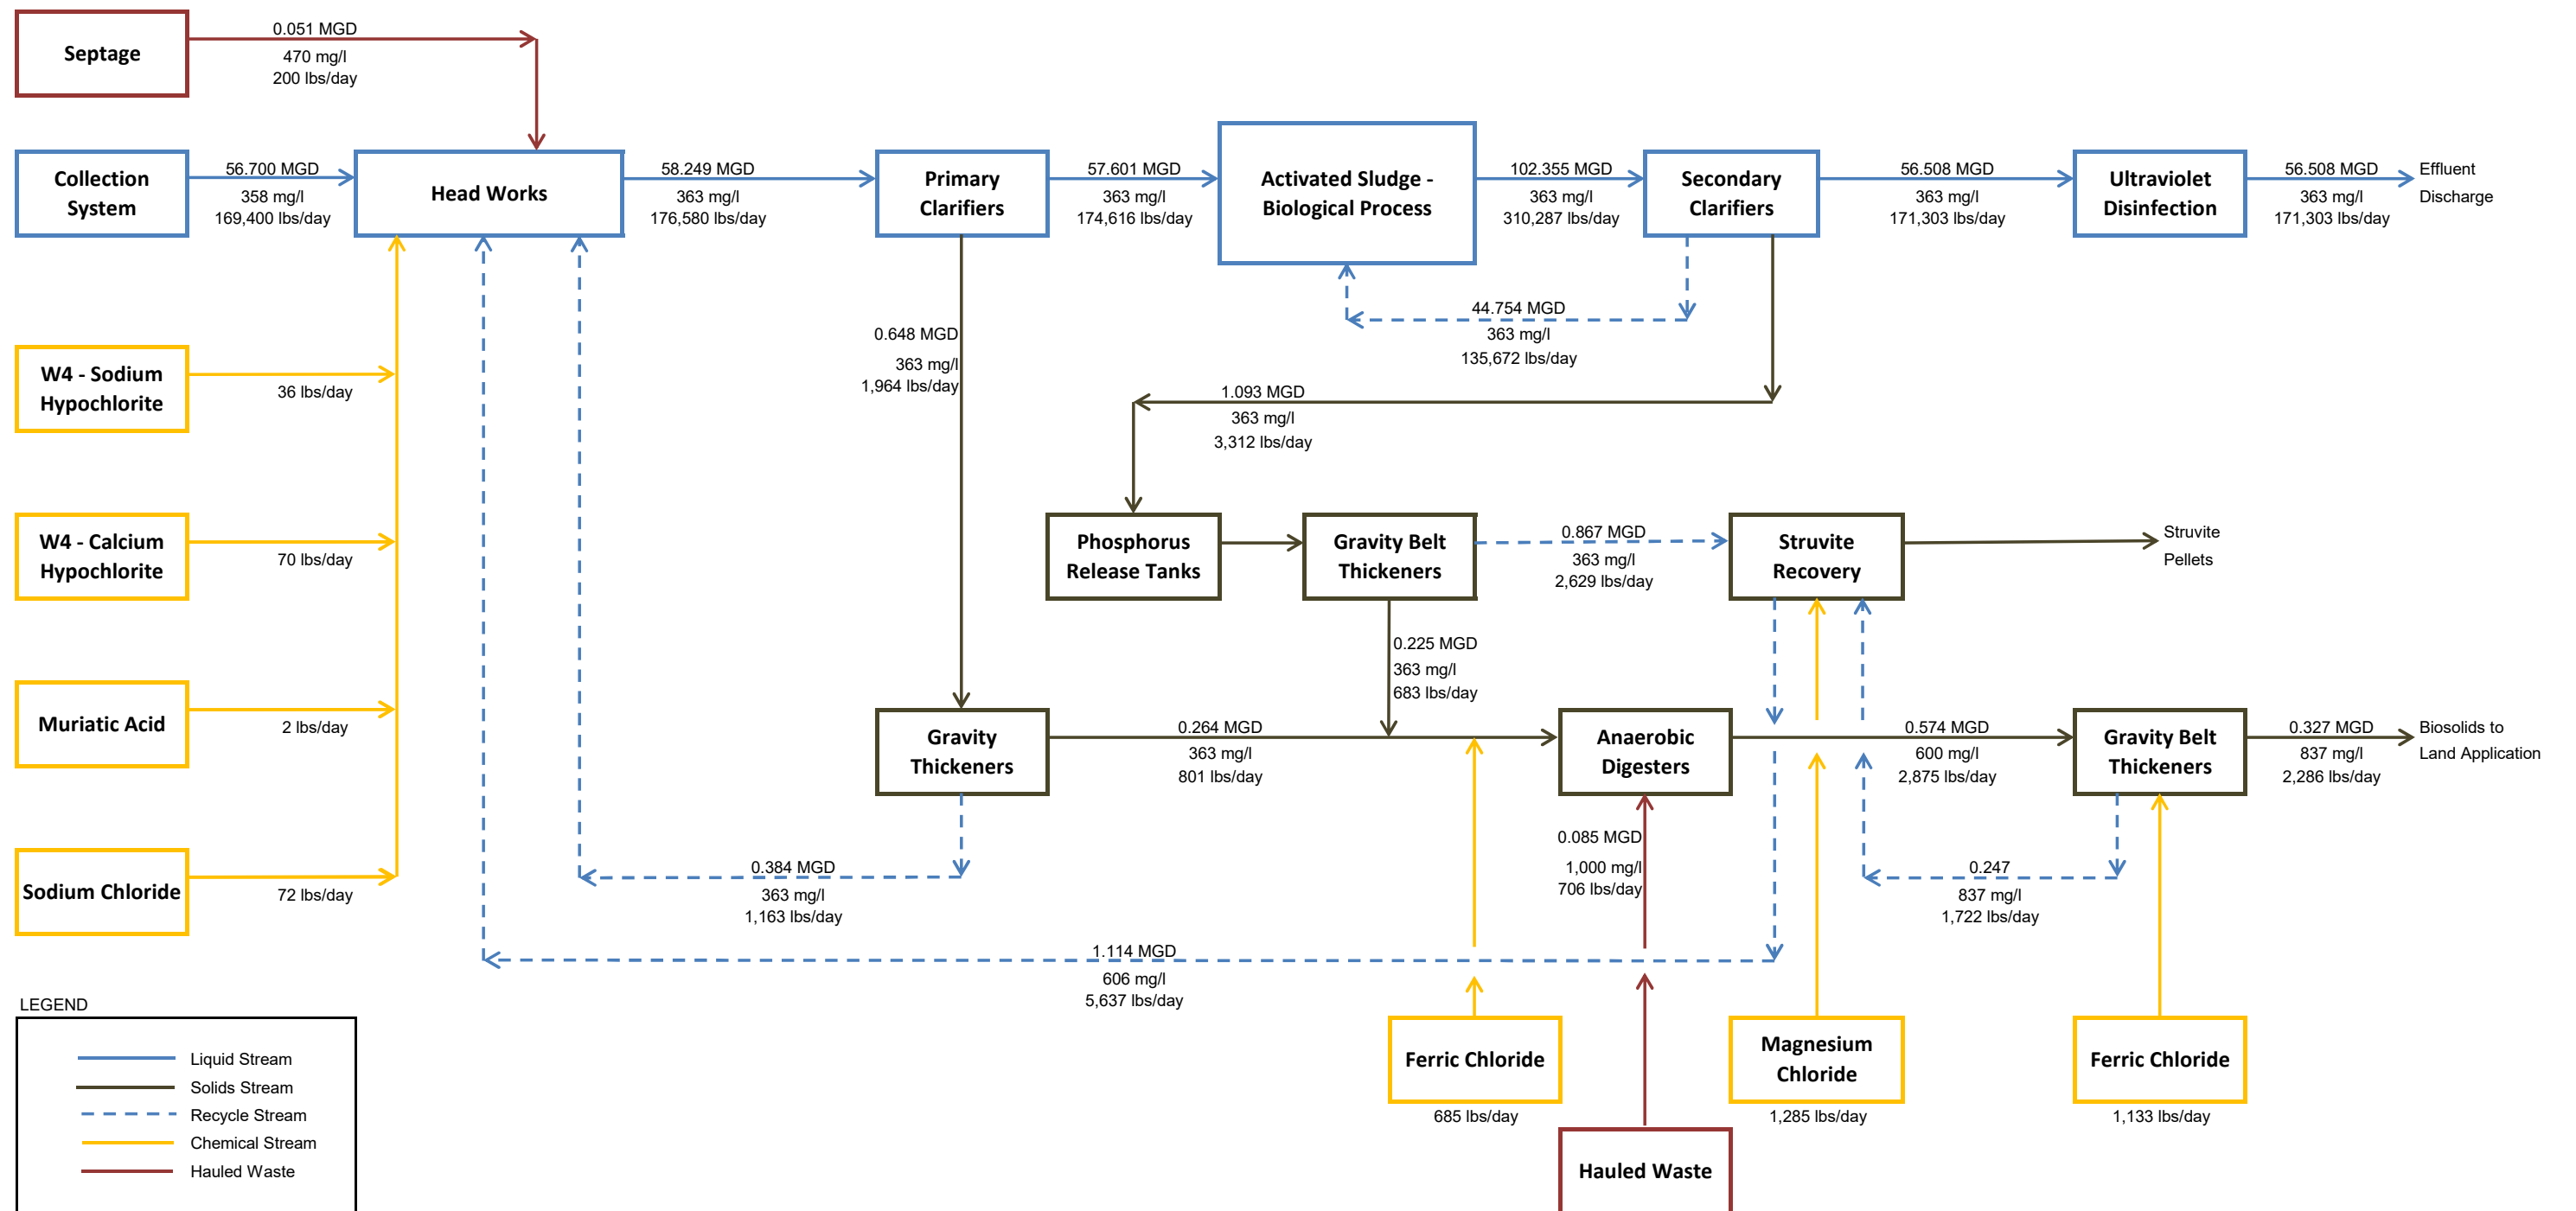 Septage
0.051 MGD
470 mg/l
200 lbs/day
Collection
System
56.700 MGD
358 mg/l
169,400 lbs/day
Head Works
58.249 MGD
363 mg/l
176,580 lbs/day
Primary
Clarifiers
57.601 MGD
363 mg/l
174,616 lbs/day
Activated Sludge -
Biological Process
102.355 MGD
363 mg/l
310,287 lbs/day
Secondary
Clarifiers
56.508 MGD
363 mg/l
171,303 lbs/day
Ultraviolet
Disinfection
56.508 MGD
363 mg/l
171,303 lbs/day
Effluent
Discharge
44.754 MGD
363 mg/l
135,672 lbs/day
0.648 MGD
363 mg/l
1,964 lbs/day
W4 - Sodium
Hypochlorite
36 lbs/day
1.093 MGD
363 mg/l
3,312 lbs/day
W4 - Calcium
Hypochlorite
70 lbs/day
Phosphorus
Release Tanks
Gravity Belt
Thickeners
0.867 MGD
363 mg/l
2,629 lbs/day
Struvite
Recovery
Struvite
Pellets
0.225 MGD
363 mg/l
683 lbs/day
Muriatic Acid
2 lbs/day
Gravity
Thickeners
0.264 MGD
363 mg/l
801 lbs/day
Anaerobic
Digesters
0.574 MGD
600 mg/l
2,875 lbs/day
Gravity Belt
Thickeners
0.327 MGD
837 mg/l
2,286 lbs/day
Biosolids to
Land Application
Sodium Chloride
72 lbs/day
0.384 MGD
363 mg/l
1,163 lbs/day
0.085 MGD
1,000 mg/l
706 lbs/day
0.247
837 mg/l
1,722 lbs/day
1.114 MGD
606 mg/l
5,637 lbs/day
Ferric Chloride
685 lbs/day
Magnesium
Chloride
1,285 lbs/day
Ferric Chloride
1,133 lbs/day
Hauled Waste
LEGEND
Liquid Stream
Solids Stream
Recycle Stream
Chemical Stream
Hauled Waste